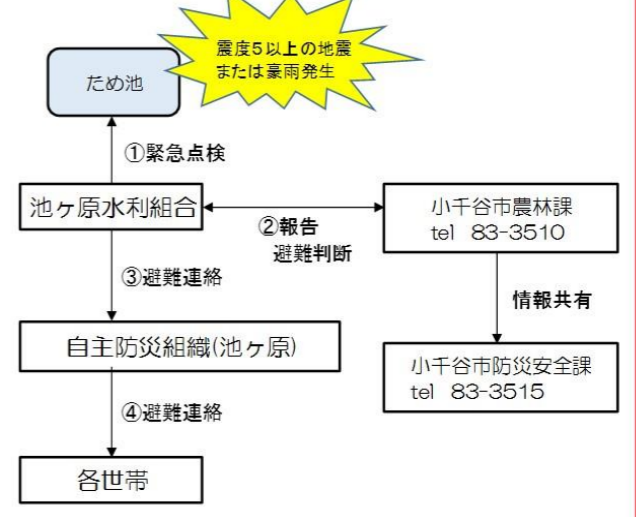 震度5以上の地震
または豪雨発生
ため池
①緊急点検
池ヶ原水利組合
②報告
避難判断
小千谷市農林課
tel 83-3510
③避難連絡
情報共有
自主防災組織(池ヶ原)
小千谷市防災安全課
tel 83-3515
④避難連絡
各世帯